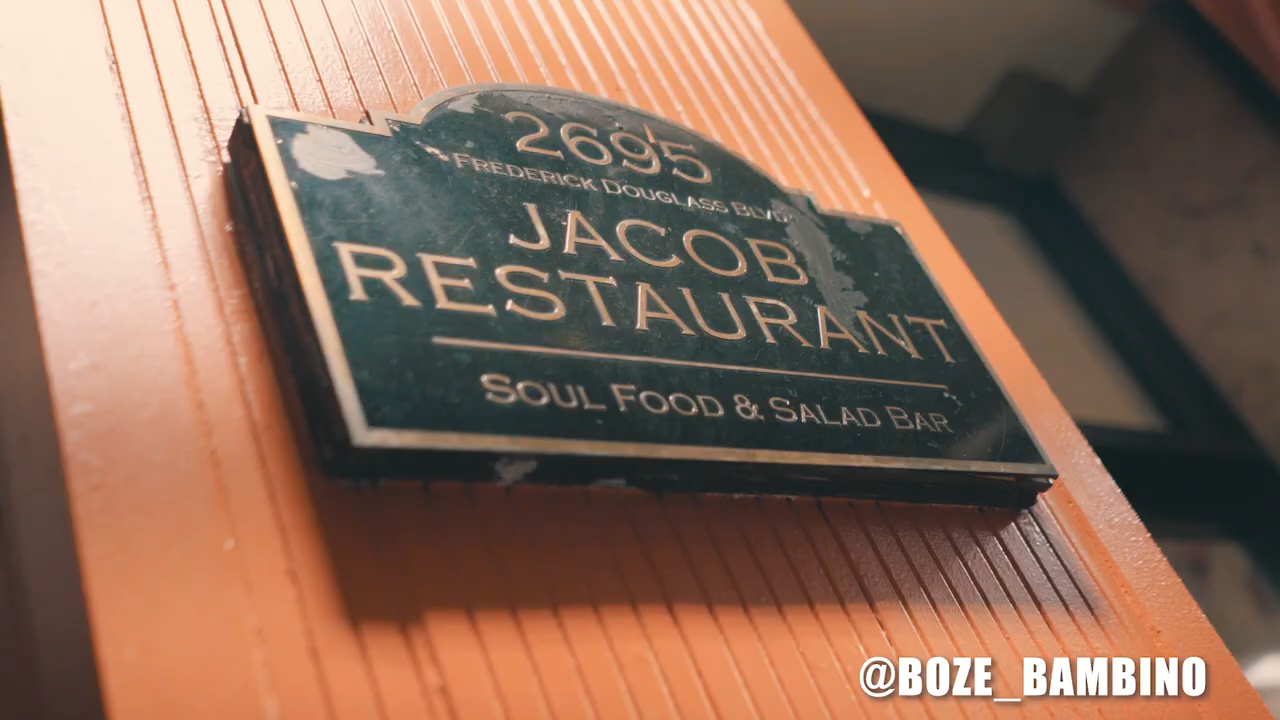 2695
FREDERICK DOUGLASS BLVD.
JACOB
RESTAURANT
SOUL FOOD & SALAD BAR
@BOZE_BAMBINO